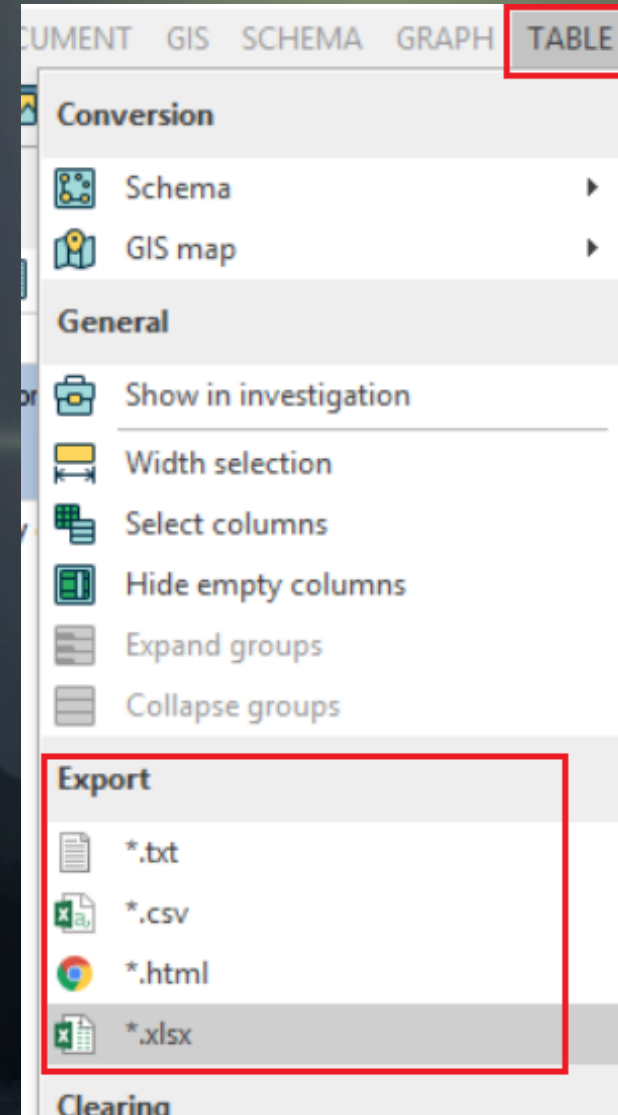 CUMENT GIS SCHEMA GRAPH TABLE
Conversion
Schema
GIS map
General
Show in investigation
Width selection
Select columns
Hide empty columns
Expand groups
Collapse groups
Export
*.txt
*.csv
*.html
*.xlsx
Clearing